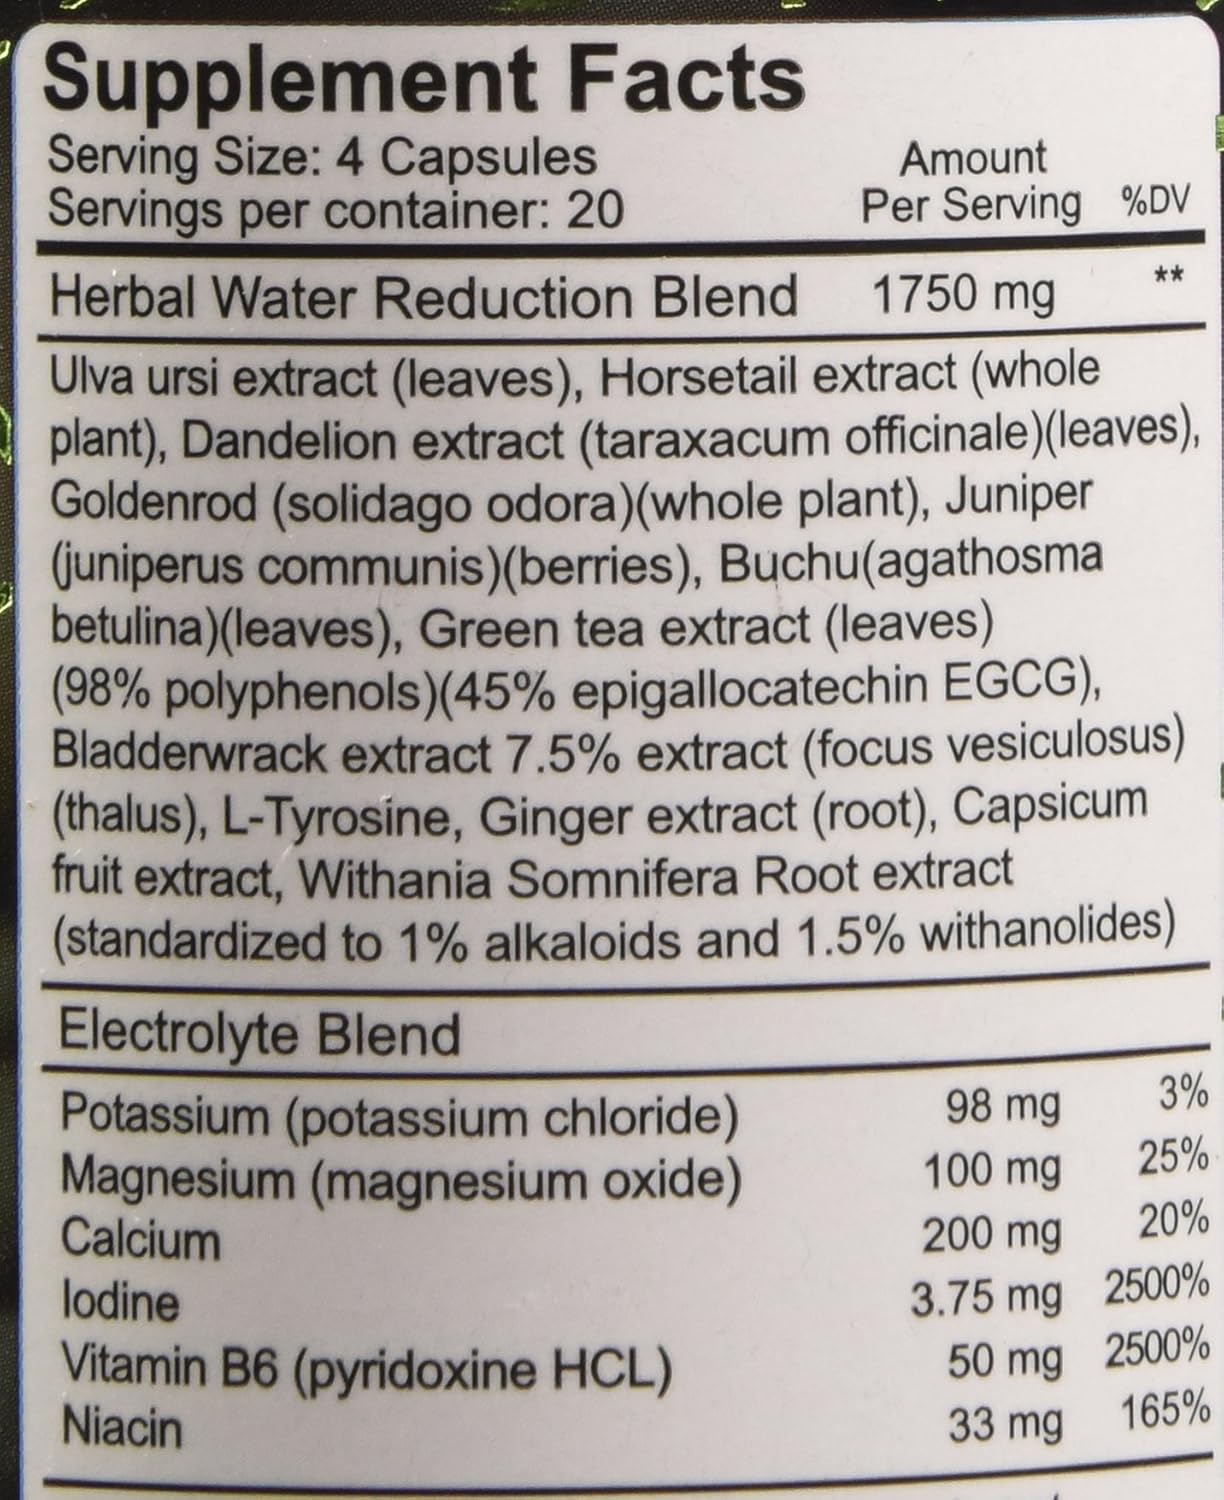 Supplement Facts
Serving Size: 4 Capsules
Servings per container: 20
Amount
Per Serving %DV
Herbal Water Reduction Blend 1750 mg **
Ulva ursi extract (leaves), Horsetail extract (whole
plant), Dandelion extract (taraxacum officinale)(leaves),
Goldenrod (solidago odora)(whole plant), Juniper
(juniperus communis)(berries), Buchu(agathosma
betulina)(leaves), Green tea extract (leaves)
(98% polyphenols)(45% epigallocatechin EGCG),
Bladderwrack extract 7.5% extract (focus vesiculosus)
(thalus), L-Tyrosine, Ginger extract (root), Capsicum
fruit extract, Withania Somnifera Root extract
(standardized to 1% alkaloids and 1.5% withanolides)
Electrolyte Blend
Potassium (potassium chloride) 98 mg 3%
Magnesium (magnesium oxide) 100 mg 25%
Calcium 200 mg 20%
Iodine 3.75 mg 2500%
Vitamin B6 (pyridoxine HCL) 50 mg 2500%
Niacin 33 mg 165%